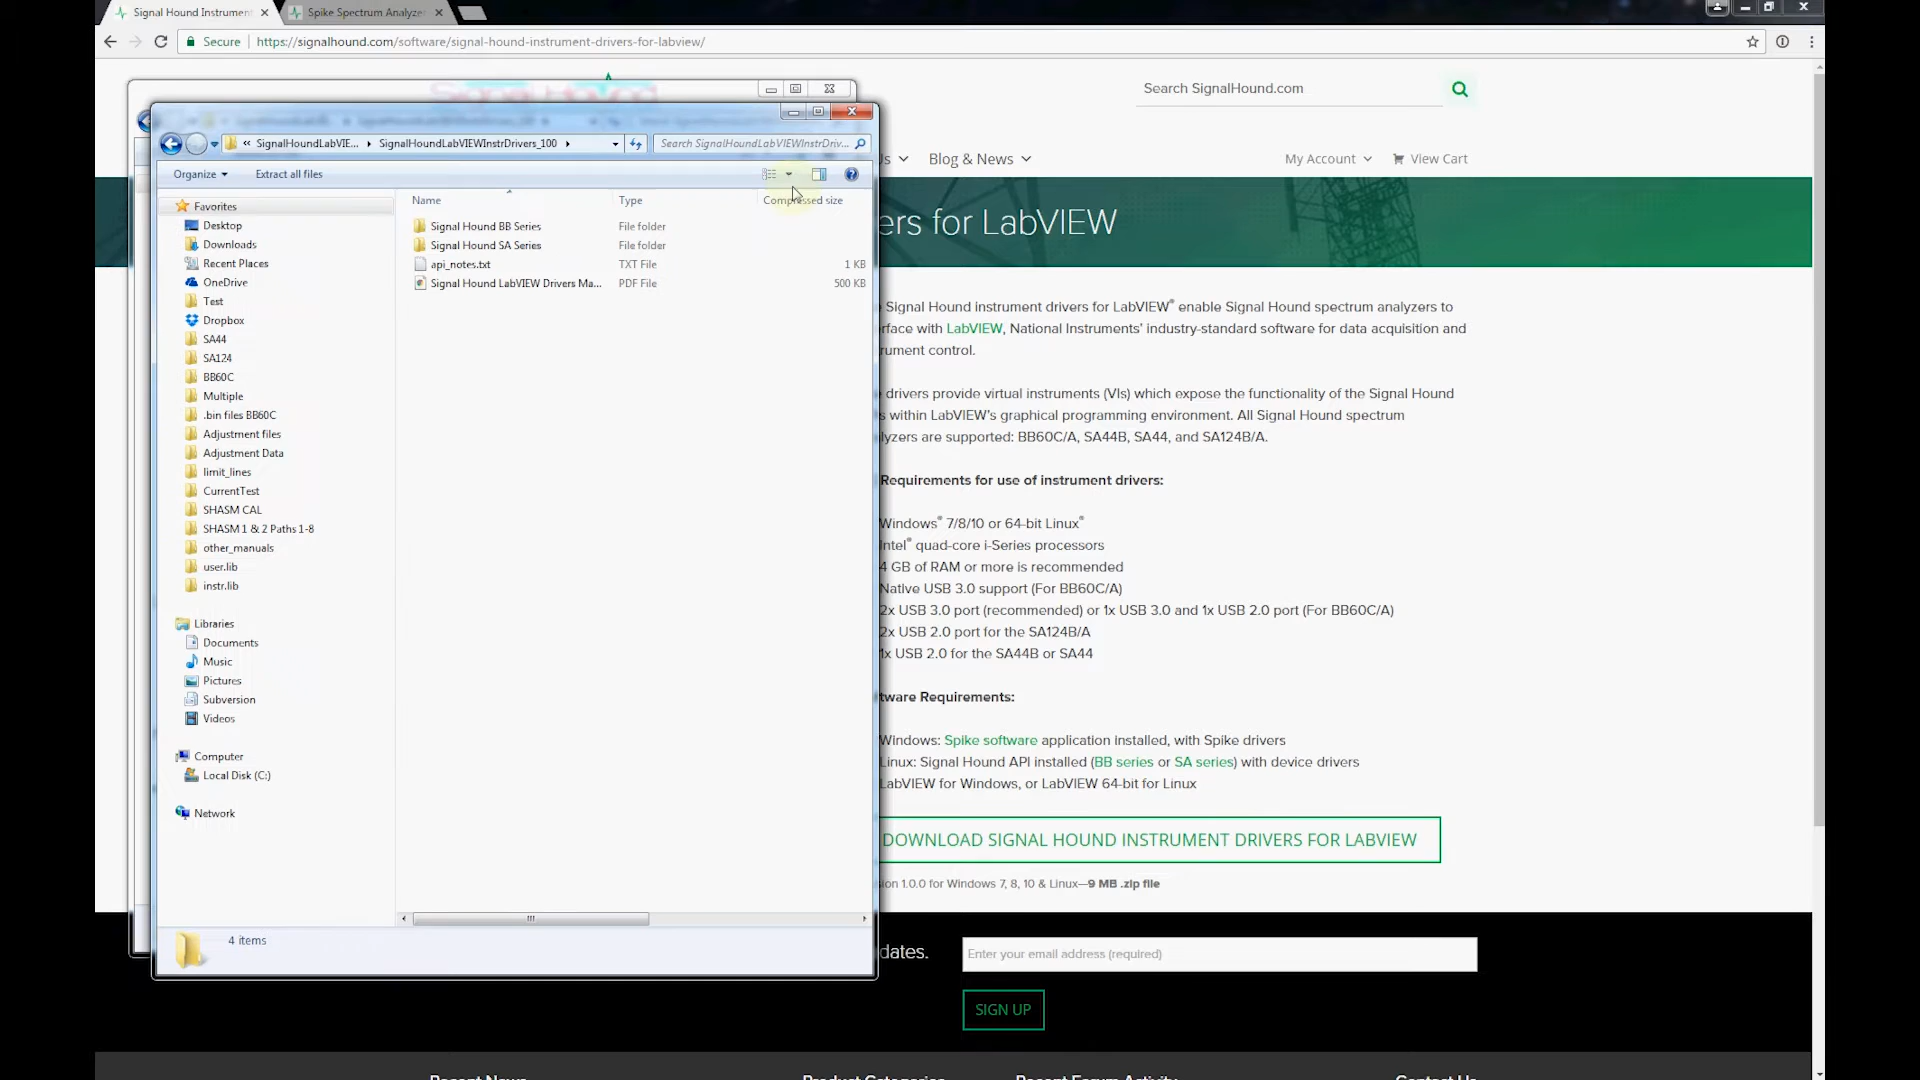 Signal Hound Instrument
Spike Spectrum Analyzer
Secure
https://signalhound.com/software/signal-hound-instrument-drivers-for-labview/
Signal Hound
Search SignalHound.com
Blog & News
My Account
View Cart
ers for LabVIEW
« SignalHoundLabVIE...
SignalHoundLabVIEWInstrDrivers_100
Search SignalHoundLabVIEWInstrDriv...
Organize
Extract all files
Name
Type
Compressed size
Signal Hound BB Series
File folder
Signal Hound SA Series
File folder
api_notes.txt
TXT File
1 KB
Signal Hound LabVIEW Drivers Ma...
PDF File
500 KB
Favorites
Desktop
Downloads
Recent Places
OneDrive
Test
Dropbox
SA44
SA124
BB60C
Multiple
.bin files BB60C
Adjustment files
Adjustment Data
limit_lines
CurrentTest
SHASM CAL
SHASM 1 & 2 Paths 1-8
other_manuals
user.lib
instr.lib
Libraries
Documents
Music
Pictures
Subversion
Videos
Computer
Local Disk (C:)
Network
4 items
Signal Hound instrument drivers for LabVIEW® enable Signal Hound spectrum analyzers to
rface with LabVIEW, National Instruments' industry-standard software for data acquisition and
rument control.
drivers provide virtual instruments (VIs) which expose the functionality of the Signal Hound
s within LabVIEW's graphical programming environment. All Signal Hound spectrum
lyzers are supported: BB60C/A, SA44B, SA44, and SA124B/A.
Requirements for use of instrument drivers:
Windows® 7/8/10 or 64-bit Linux®
Intel® quad-core i-Series processors
4 GB of RAM or more is recommended
Native USB 3.0 support (For BB60C/A)
2x USB 3.0 port (recommended) or 1x USB 3.0 and 1x USB 2.0 port (For BB60C/A)
2x USB 2.0 port for the SA124B/A
1x USB 2.0 for the SA44B or SA44
tware Requirements:
Windows: Spike software application installed, with Spike drivers
Linux: Signal Hound API installed (BB series or SA series) with device drivers
LabVIEW for Windows, or LabVIEW 64-bit for Linux
DOWNLOAD SIGNAL HOUND INSTRUMENT DRIVERS FOR LABVIEW
sion 1.0.0 for Windows 7, 8, 10 & Linux—9 MB .zip file
dates.
Enter your email address (required)
SIGN UP
Recent News
Product Categories
Recent Forum Activity
Contact Us